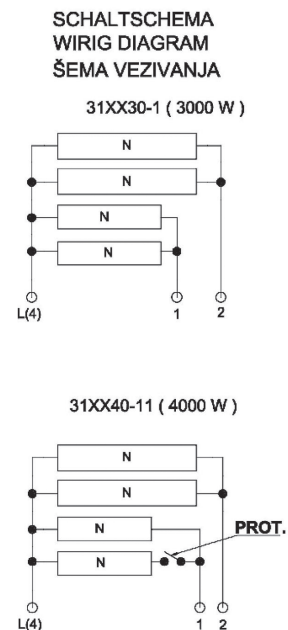 SCHALTSCHEMA
WIRIG DIAGRAM
ŠEMA VEZIVANJA
31XX30-1 ( 3000 W )
N
N
N
N
L(4) 1 2
31XX40-11 ( 4000 W )
N
N
N PROT.
N
L(4) 1 2